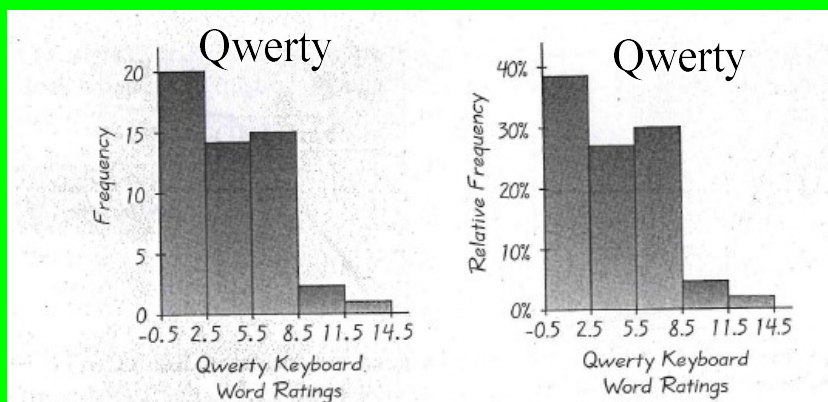 Qwerty
20
15
10
5
0
Frequency
-0.5 2.5 5.5 8.5 11.5 14.5
Qwerty Keyboard
Word Ratings
Qwerty
40%
30%
20%
10%
0%
Relative Frequency
-0.5 2.5 5.5 8.5 11.5 14.5
Qwerty Keyboard
Word Ratings